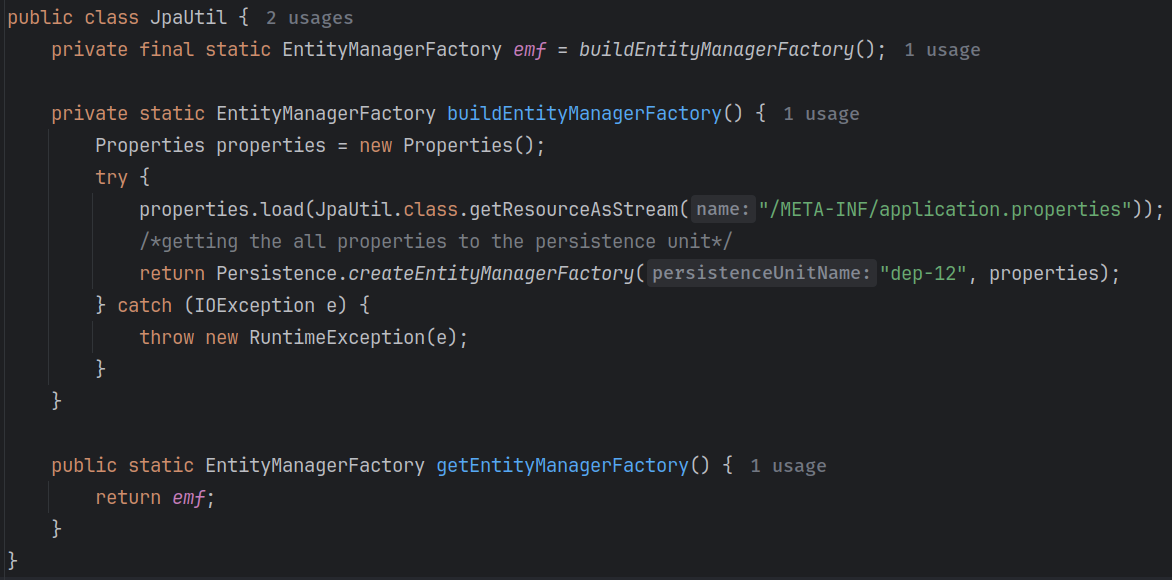 public class JpaUtil { 2 usages
    private final static EntityManagerFactory emf = buildEntityManagerFactory(); 1 usage
    private static EntityManagerFactory buildEntityManagerFactory() { 1 usage
        Properties properties = new Properties();
        try {
            properties.load(JpaUtil.class.getResourceAsStream( name: "/META-INF/application.properties"));
            /*getting the all properties to the persistence unit*/
            return Persistence.createEntityManagerFactory( persistenceUnitName: "dep-12", properties);
        } catch (IOException e) {
            throw new RuntimeException(e);
        }
    }
    public static EntityManagerFactory getEntityManagerFactory() { 1 usage
        return emf;
    }
}